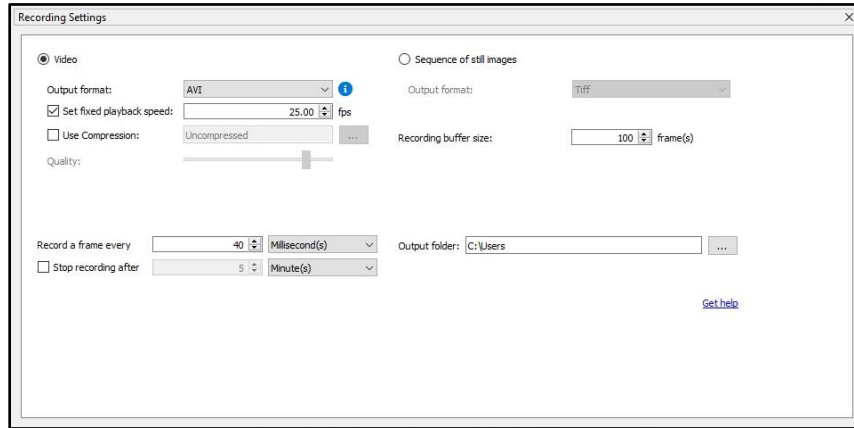 Recording Settings
Video
Sequence of still images
Output format: AVI
Output format: Tiff
Set fixed playback speed: 25.00 fps
Use Compression: Uncompressed ...
Recording buffer size: 100 frame(s)
Quality:
Record a frame every 40 Millisecond(s)
Output folder: C:\Users ...
Stop recording after 5 Minute(s)
Get help